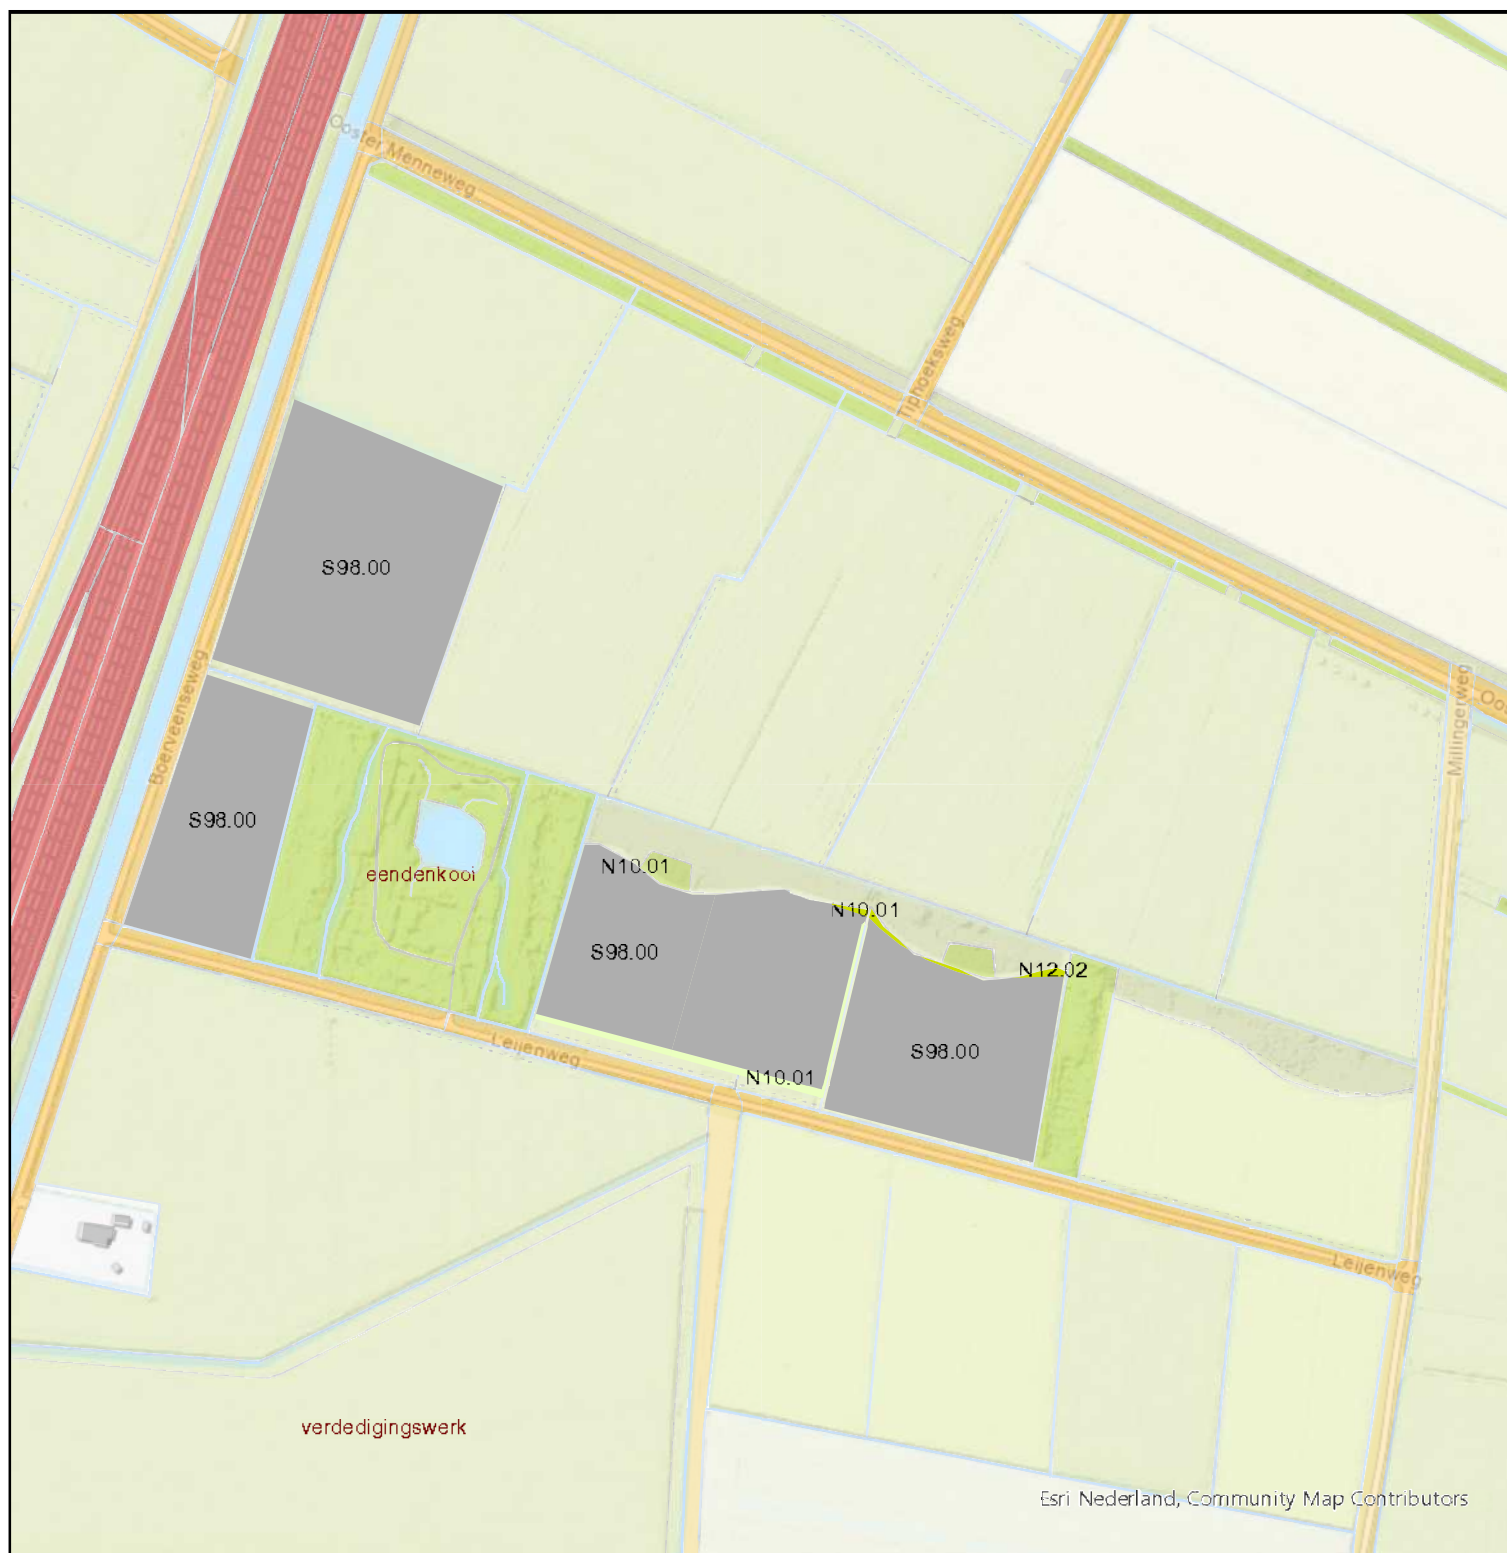 Ooster Menneweg
Tiphoeksweg
S98.00
Boerveenseweg
Millingerweg
S98.00
eendenkooi
N10.01
N10.01
S98.00
N12.02
Leijenweg
S98.00
N10.01
Leijenweg
verdedigingswerk
Esri Nederland, Community Map Contributors